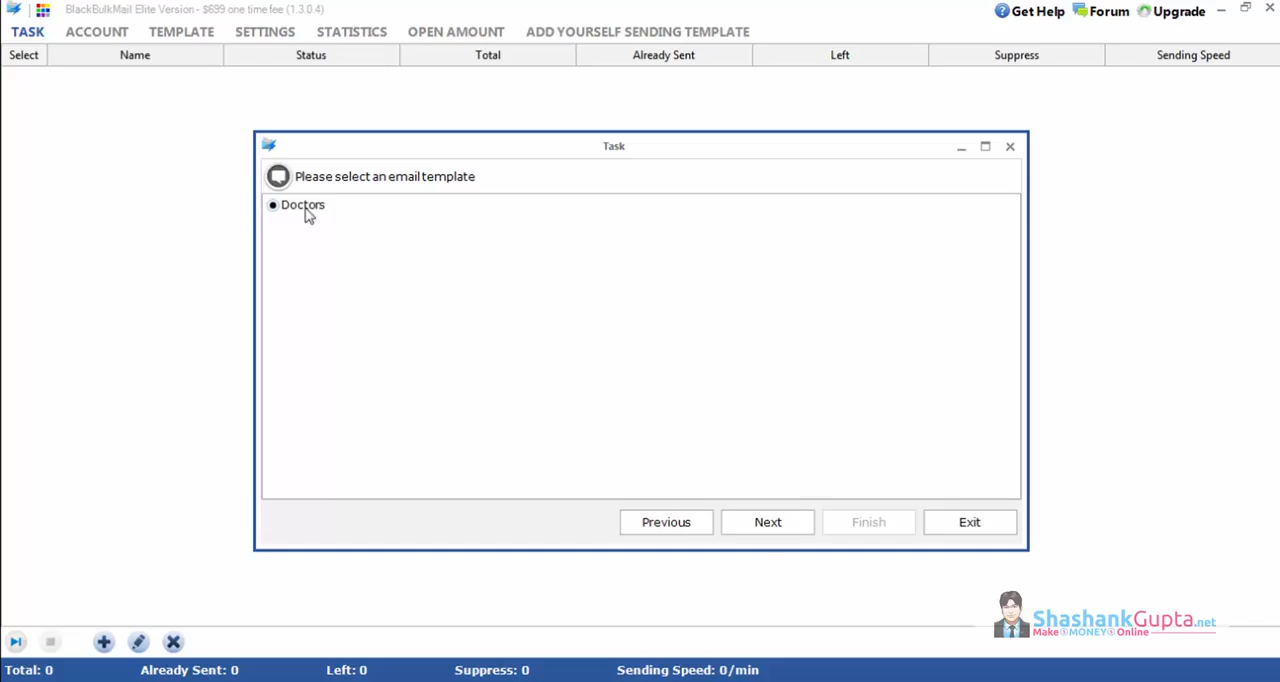 BlackBulkMail Elite Version - $699 one time fee (1.3.0.4)
Get Help Forum Upgrade
TASK ACCOUNT TEMPLATE SETTINGS STATISTICS OPEN AMOUNT ADD YOURSELF SENDING TEMPLATE
Select Name Status Total Already Sent Left Suppress Sending Speed
Task
Please select an email template
Doctors
Previous Next Finish Exit
ShashankGupta.net
Make MONEY Online
Total: 0 Already Sent: 0 Left: 0 Suppress: 0 Sending Speed: 0/min